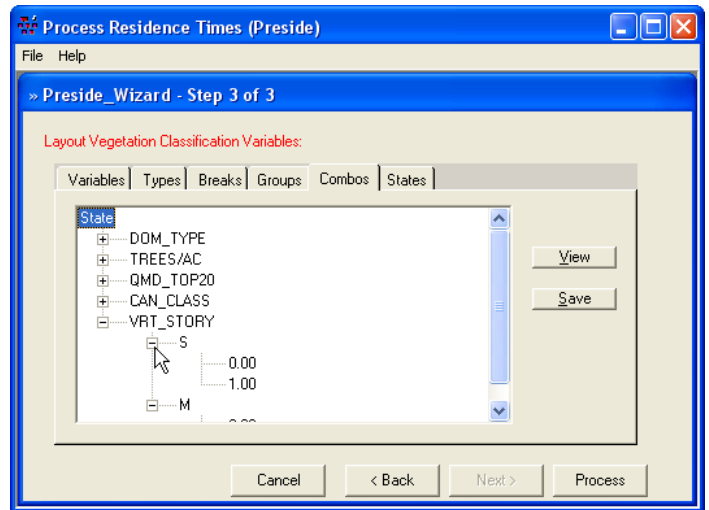 Process Residence Times (Preside)
File Help
» Preside_Wizard - Step 3 of 3
Layout Vegetation Classification Variables:
Variables Types Breaks Groups Combos States
State
DOM_TYPE
TREES/AC
QMD_TOP20
CAN_CLASS
VRT_STORY
S
0.00
1.00
M
View
Save
Cancel < Back Next > Process